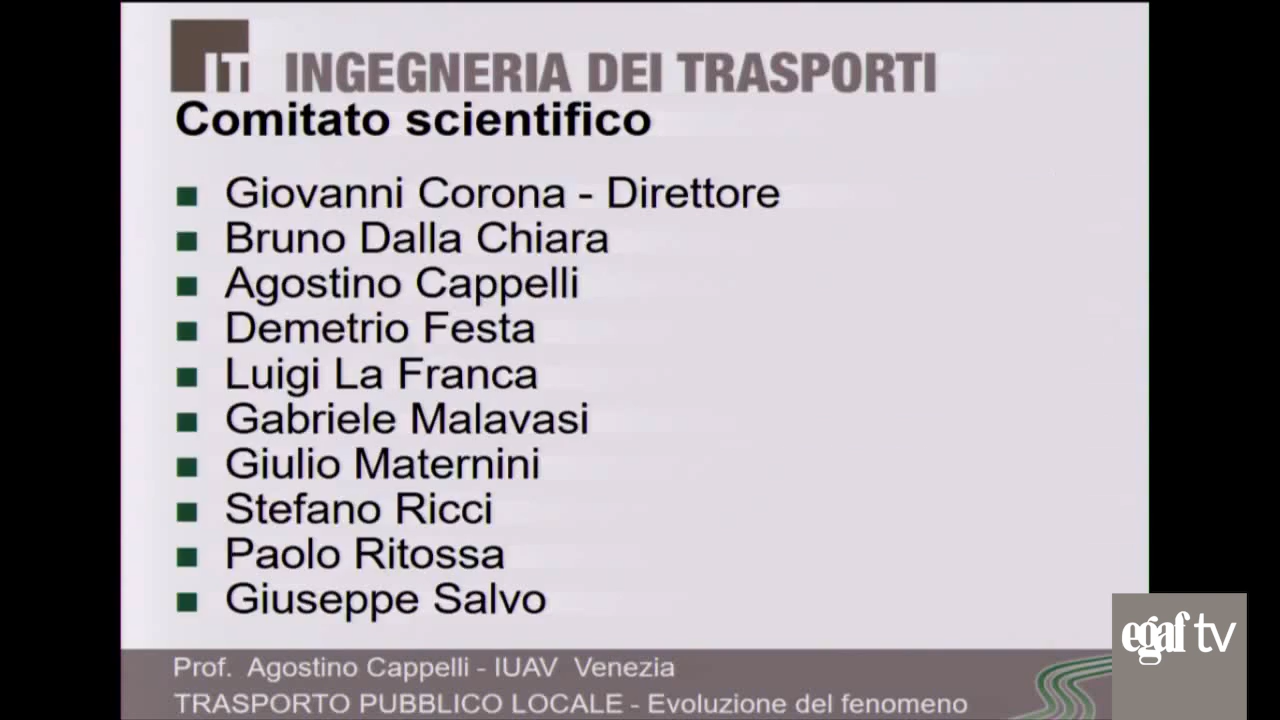 IT INGEGNERIA DEI TRASPORTI
Comitato scientifico
Giovanni Corona - Direttore
Bruno Dalla Chiara
Agostino Cappelli
Demetrio Festa
Luigi La Franca
Gabriele Malavasi
Giulio Maternini
Stefano Ricci
Paolo Ritossa
Giuseppe Salvo
egaf tv
Prof. Agostino Cappelli - IUAV Venezia
TRASPORTO PUBBLICO LOCALE - Evoluzione del fenomeno